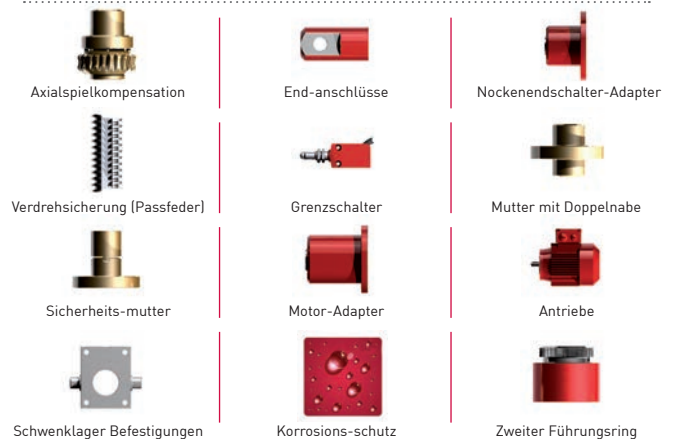 Axialspielkompensation
End-anschlüsse
Nockenendschalter-Adapter
Verdrehsicherung (Passfeder)
Grenzschalter
Mutter mit Doppelnabe
Sicherheits-mutter
Motor-Adapter
Antriebe
Schwenklager Befestigungen
Korrosions-schutz
Zweiter Führungsring